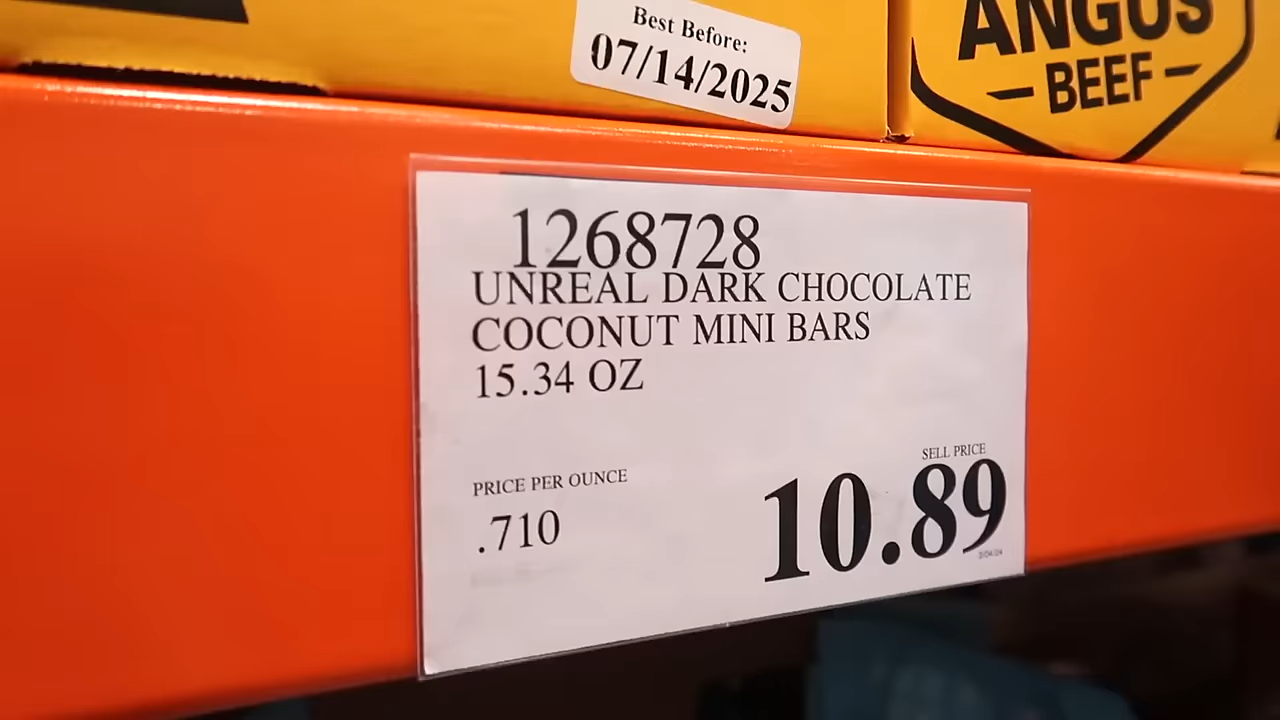 Best Before:
07/14/2025
ANGUS
BEEF
1268728
UNREAL DARK CHOCOLATE
COCONUT MINI BARS
15.34 OZ
PRICE PER OUNCE
.710
SELL PRICE
10.89